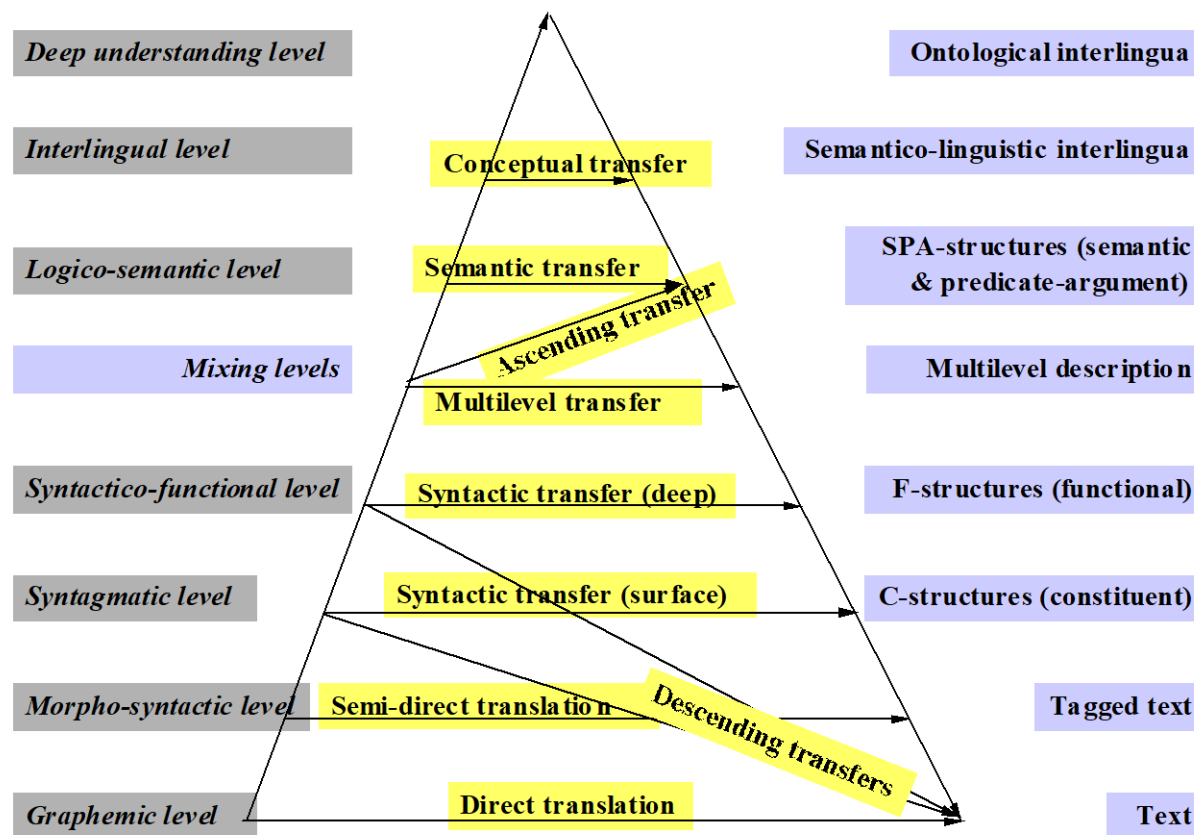 Deep understanding level
Ontological interlingua
Interlingual level
Conceptual transfer
Semantico-linguistic interlingua
Logico-semantic level
Semantic transfer
SPA-structures (semantic
& predicate-argument)
Ascending transfer
Mixing levels
Multilevel transfer
Multilevel description
Syntactico-functional level
Syntactic transfer (deep)
F-structures (functional)
Syntagmatic level
Syntactic transfer (surface)
C-structures (constituent)
Morpho-syntactic level
Semi-direct translation
Descending transfers
Tagged text
Graphemic level
Direct translation
Text